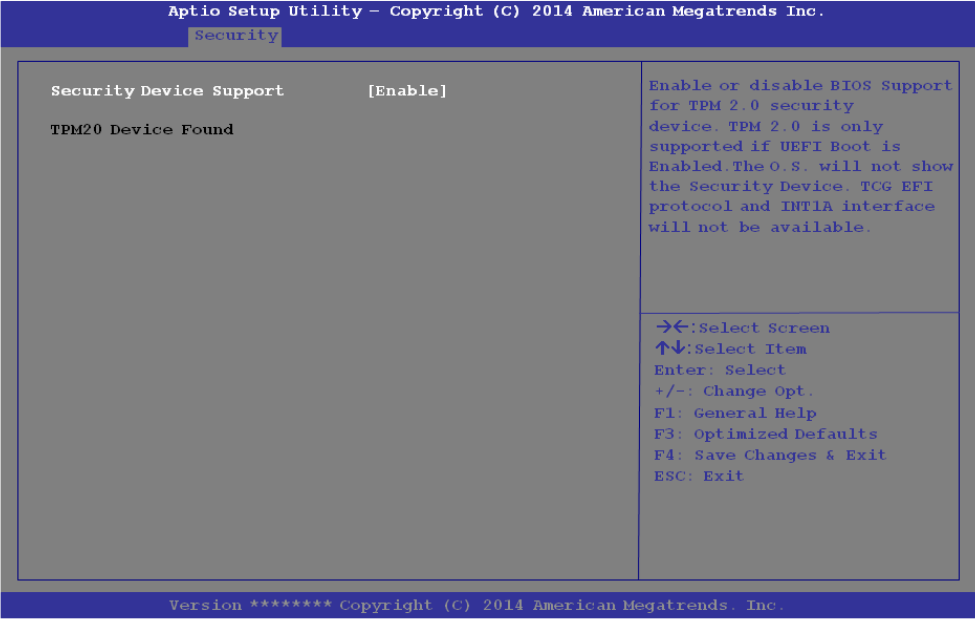 Aptio Setup Utility – Copyright (C) 2014 American Megatrends Inc.
Security
Security Device Support [Enable]
TPM20 Device Found
Enable or disable BIOS Support
for TPM 2.0 security
device. TPM 2.0 is only
supported if UEFI Boot is
Enabled.The O.S. will not show
the Security Device. TCG EFI
protocol and INT1A interface
will not be available.
→←:Select Screen
↑↓:Select Item
Enter: Select
+/-: Change Opt.
F1: General Help
F3: Optimized Defaults
F4: Save Changes & Exit
ESC: Exit
Version ******** Copyright (C) 2014 American Megatrends. Inc.